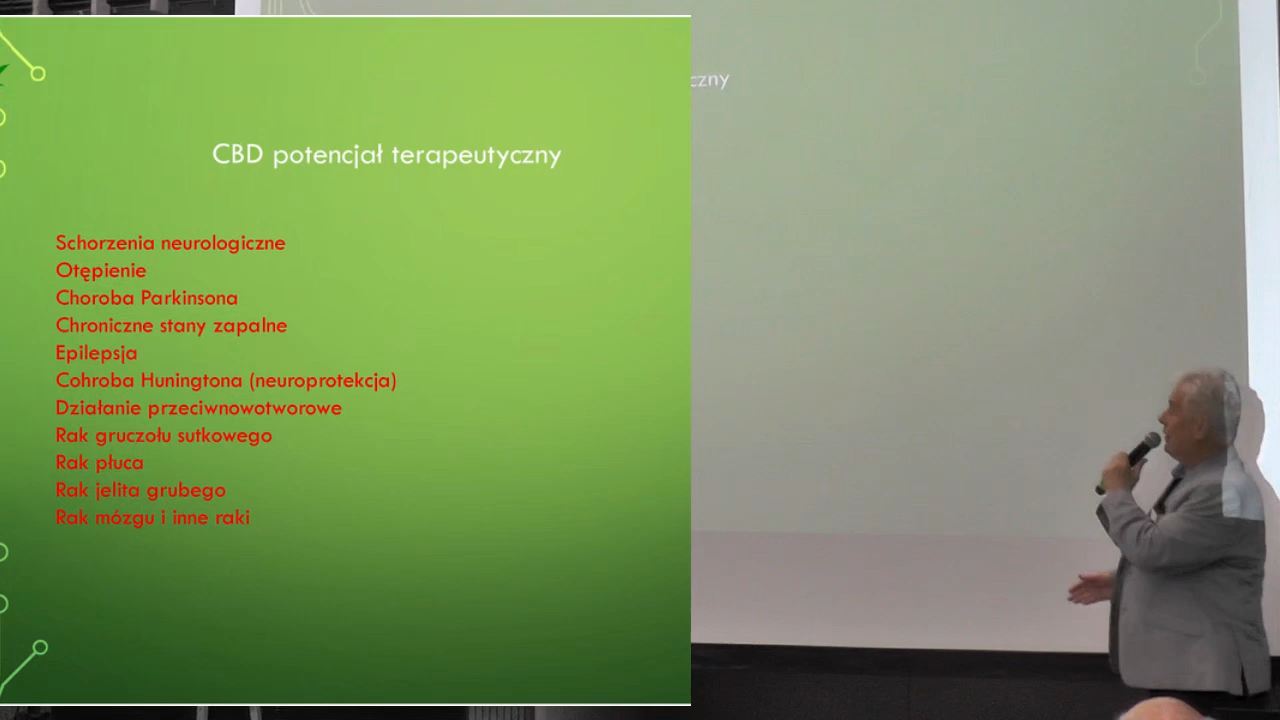 CBD potencjał terapeutyczny
czny
Schorzenia neurologiczne
Otępienie
Choroba Parkinsona
Chroniczne stany zapalne
Epilepsja
Cohroba Huningtona (neuroprotekcja)
Działanie przeciwnowotworowe
Rak gruczołu sutkowego
Rak płuca
Rak jelita grubego
Rak mózgu i inne raki